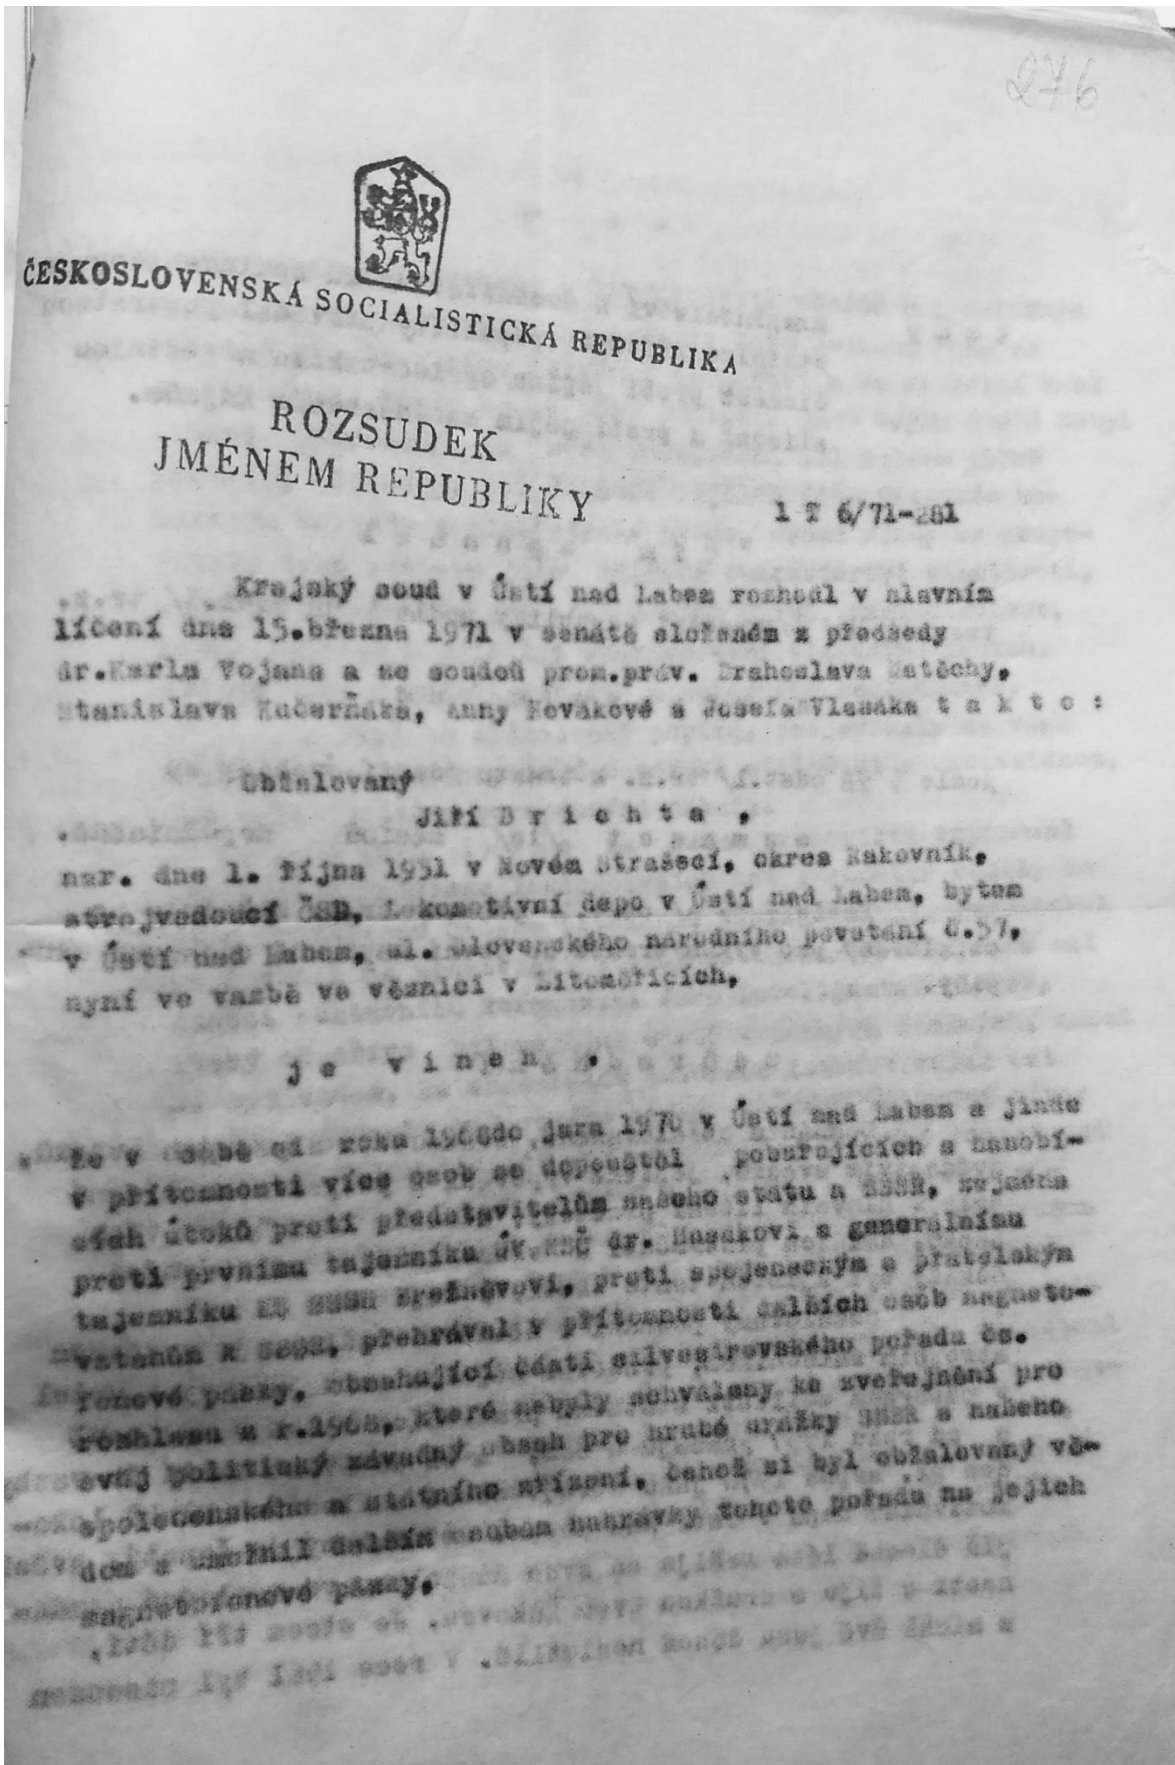 276
ČESKOSLOVENSKÁ SOCIALISTICKÁ REPUBLIKA
ROZSUDEK
JMÉNEM REPUBLIKY
1 T 6/71-281
Krajský soud v Ústí nad Labem rozhodl v hlavním
líčení dne 15.března 1971 v senátě složeném z předsedy
dr.Karla Vojana a ze soudců prom.práv. Drahoslava Matěchy,
Stanislava Kučerňáka, Anny Novákové a Josefa Vlasáka t a k t o :
Obžalovaný
Jiří B r i c h t a ,
nar. dne 1. října 1931 v Novém Strašecí, okres Rakovník,
strojvedoucí ČSD, Lokomotivní depo v Ústí nad Labem, bytem
v Ústí nad Labem, ul. Slovenského národního povstání č.57,
nyní ve vazbě ve věznici v Litoměřicích,
j e v i n e n ,
že v době od roku 1968do jara 1970 v Ústí nad Labem a jinde
v přítomnosti více osob se dopouštěl pobuřujících a hanobí-
cích útoků proti představitelům našeho státu a SSSR, zejména
proti prvnímu tajemníku ÚV KSČ dr. Husákovi a generálnímu
tajemníku KS SSSR Brežněvovi, proti spojeneckým a přátelským
vztahům k SSSR, přehrával v přítomnosti dalších osob magneto-
fonové pásky, obsahující části silvestrovského pořadu čs.
rozhlasu z r.1968, které nebyly schváleny ke zveřejnění pro
svůj politický závadný obsah pro hrubé urážky SSSR a našeho
společenského a státního zřízení, čehož si byl obžalovaný vě-
dom a umožnil dalším osobam nahrávky tohoto pořadu na jejich
magnetofonové pásky.